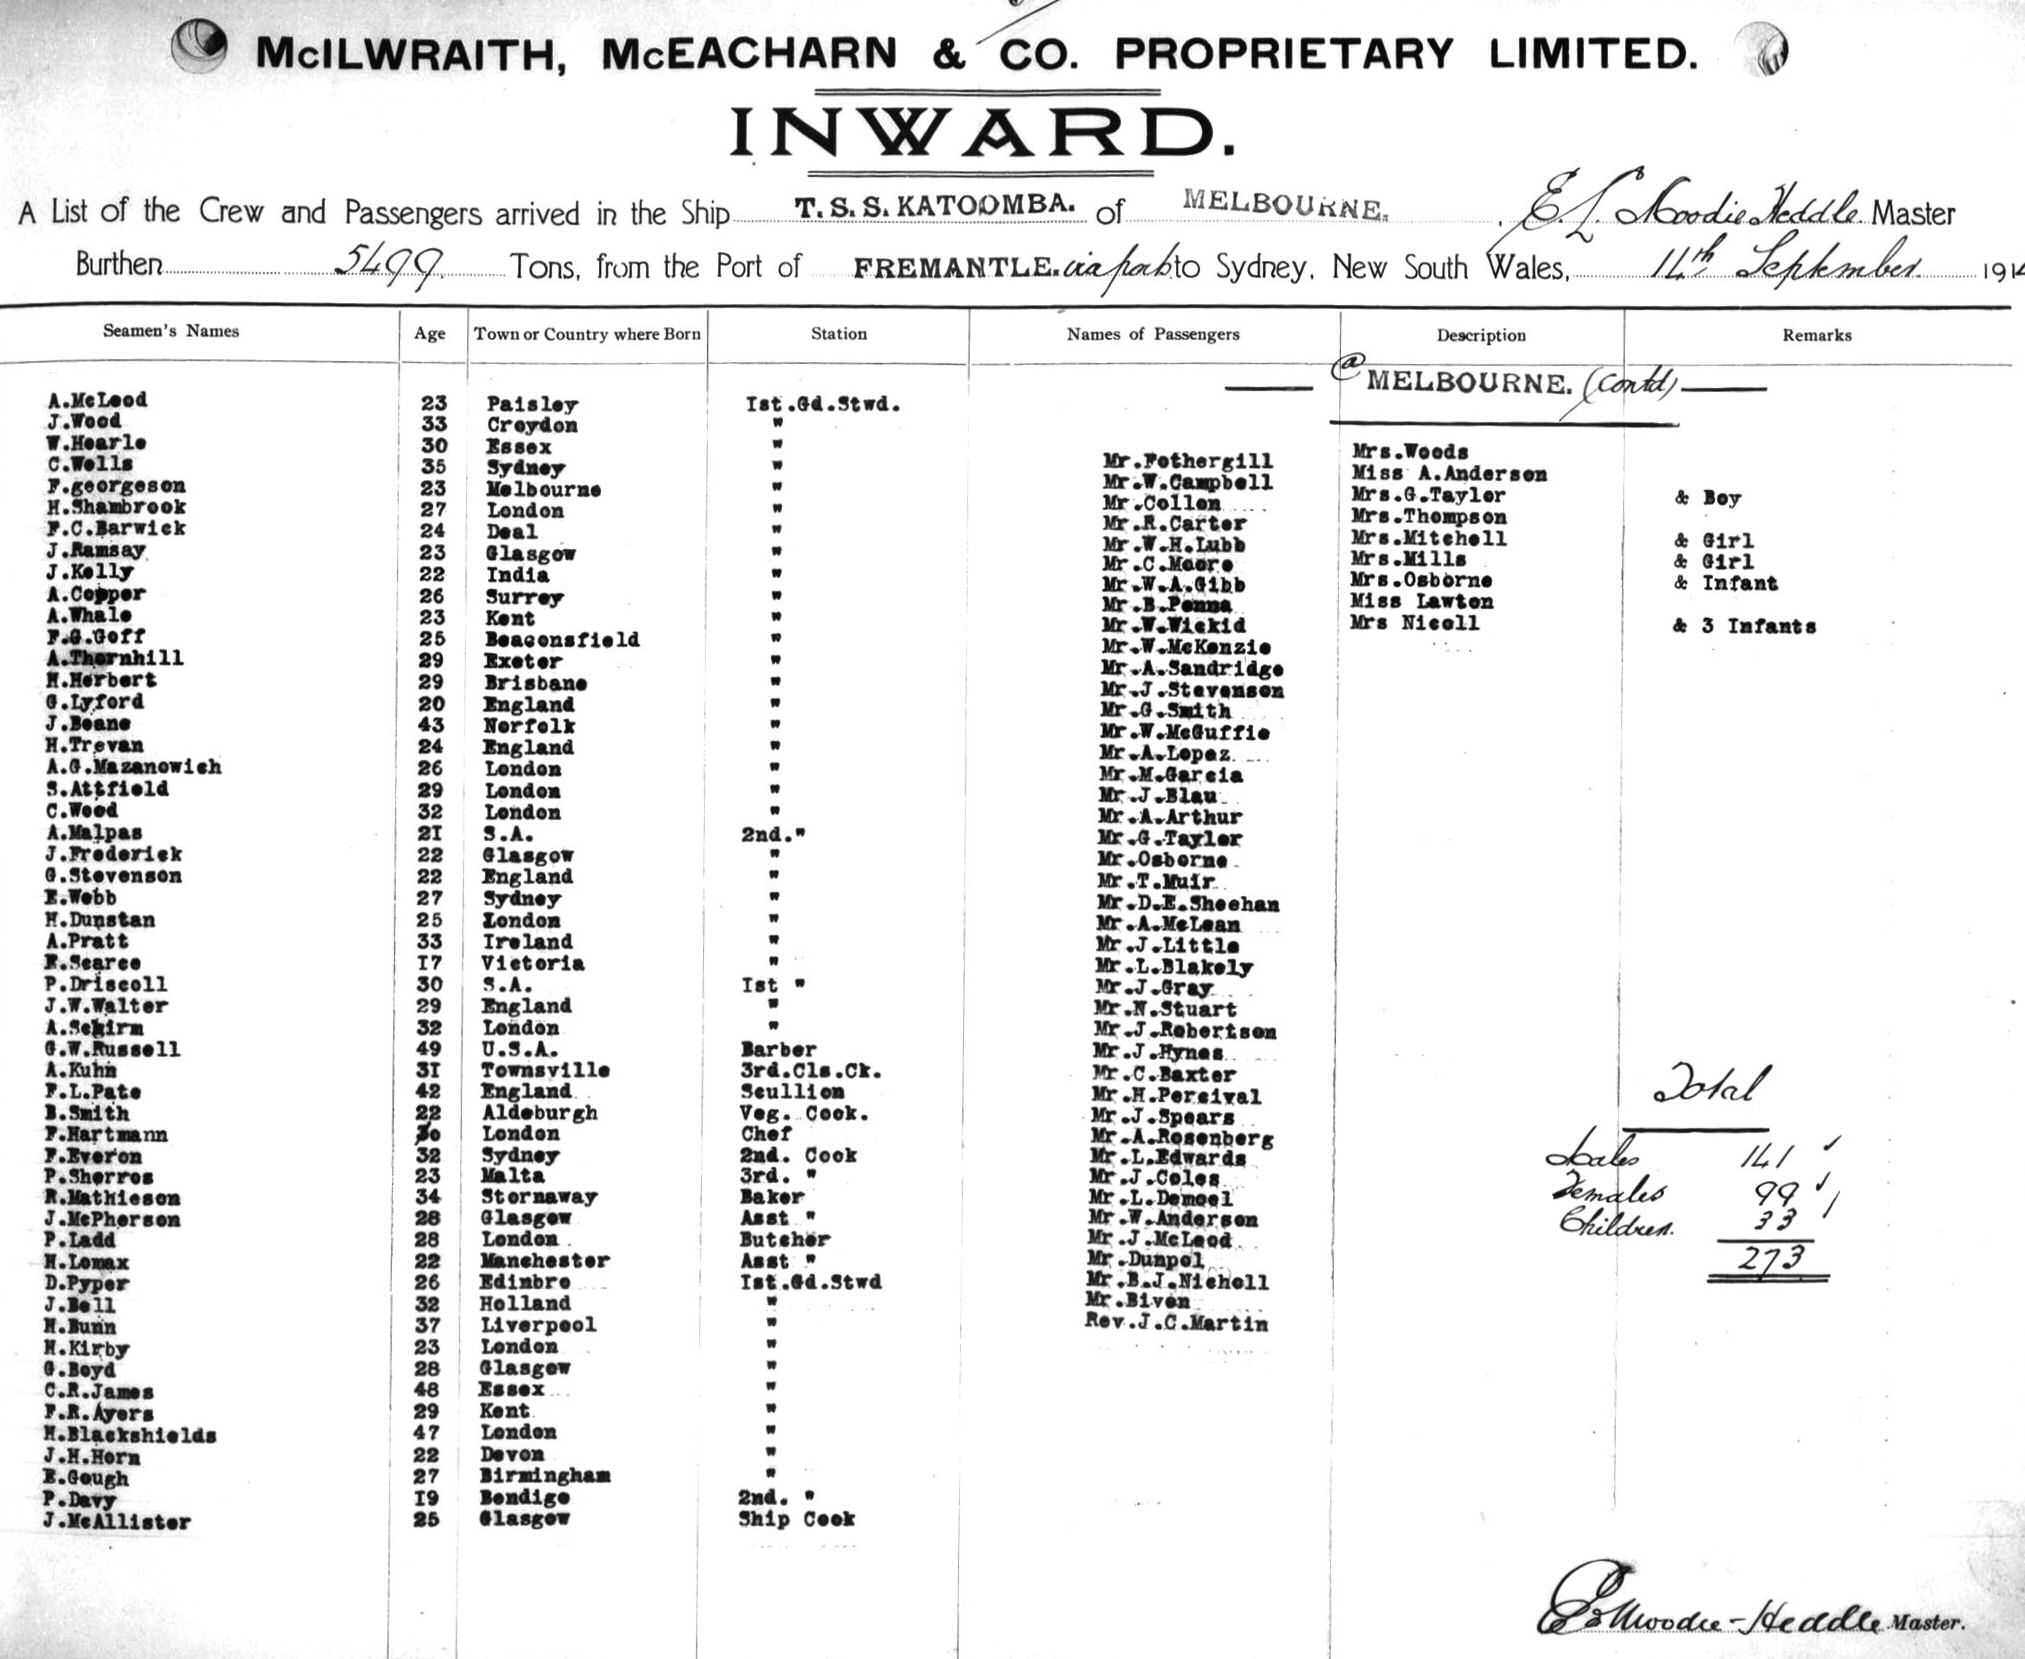 McILWRAITH, McEACHARN & CO. PROPRIETARY LIMITED.
INWARD.
A List of the Crew and Passengers arrived in the Ship T. S. S. KATOOMBA. of MELBOURNE. E. L. Moodie Heddle Master
Burthen 5499 Tons, from the Port of FREMANTLE. via ports to Sydney, New South Wales, 14th September 191
Seamen's Names Age Town or Country where Born Station Names of Passengers Description Remarks
@ MELBOURNE. (contd)
A.McLeod 23 Paisley Ist.Gd.Stwd.
J.Wood 33 Croydon "
W.Hearle 30 Essex "
C.Wells 35 Sydney "
F.georgeson 23 Melbourne "
H.Shambrook 27 London "
F.C.Barwick 24 Deal "
J.Ramsay 23 Glasgow "
J.Kelly 22 India "
A.Copper 26 Surrey "
A.Whale 23 Kent "
F.G.Goff 25 Beaconsfield "
A.Thornhill 29 Exeter "
H.Herbert 29 Brisbane "
G.Lyford 20 England "
J.Beane 43 Norfolk "
H.Trevan 24 England "
A.G.Mazanowich 26 London "
S.Attfield 29 London "
C.Wood 32 London "
A.Malpas 2I S.A. 2nd."
J.Frederick 22 Glasgow "
G.Stevenson 22 England "
E.Webb 27 Sydney "
H.Dunstan 25 London "
A.Pratt 33 Ireland "
E.Searce I7 Victoria "
P.Driscoll 30 S.A. Ist "
J.W.Walter 29 England "
A.Sckirm 32 London "
G.W.Russell 49 U.S.A. Barber
A.Kuhn 3I Townsville 3rd.Cls.Ck.
F.L.Pate 42 England Scullion
B.Smith 22 Aldeburgh Veg. Cook.
F.Hartmann 30 London Chef
F.Everon 32 Sydney 2nd. Cook
P.Sherros 23 Malta 3rd. "
R.Mathieson 34 Stornaway Baker
J.McPherson 28 Glasgow Asst "
P.Ladd 28 London Butcher
H.Lomax 22 Manchester Asst "
D.Pyper 26 Edinbro Ist.Gd.Stwd
J.Bell 32 Holland "
H.Bunn 37 Liverpool "
H.Kirby 23 London "
G.Boyd 28 Glasgow "
C.R.James 48 Essex "
F.R.Ayers 29 Kent "
H.Blackshields 47 London "
J.H.Horn 22 Devon "
E.Gough 27 Birmingham "
P.Davy I9 Bendigo 2nd. "
J.McAllister 25 Glasgow Ship Cook
Mr.Fothergill
Mr.W.Campbell
Mr.Collen
Mr.R.Carter
Mr.W.H.Lubb
Mr.C.Moore
Mr.W.A.Gibb
Mr.B.Penna
Mr.W.Wickid
Mr.W.McKenzie
Mr.A.Sandridge
Mr.J.Stevenson
Mr.G.Smith
Mr.W.McGuffie
Mr.A.Lopez
Mr.M.Garcia
Mr.J.Blau
Mr.A.Arthur
Mr.G.Taylor
Mr.Osborne
Mr.T.Muir
Mr.D.E.Sheehan
Mr.A.McLean
Mr.J.Little
Mr.L.Blakely
Mr.J.Gray
Mr.N.Stuart
Mr.J.Robertson
Mr.J.Hynes
Mr.C.Baxter
Mr.H.Percival
Mr.J.Spears
Mr.A.Rosenberg
Mr.L.Edwards
Mr.J.Coles
Mr.L.Demoel
Mr.W.Anderson
Mr.J.McLeod
Mr.Dunpol
Mr.B.J.Nicholl
Mr.Biven
Rev.J.C.Martin
Mrs.Woods
Miss A.Anderson
Mrs.G.Taylor & Boy
Mrs.Thompson
Mrs.Mitchell & Girl
Mrs.Mills & Girl
Mrs.Osborne & Infant
Miss Lawton
Mrs Nicoll & 3 Infants
Total
Males 141
Females 99
Children. 33
273
E L Moodie-Heddle Master.